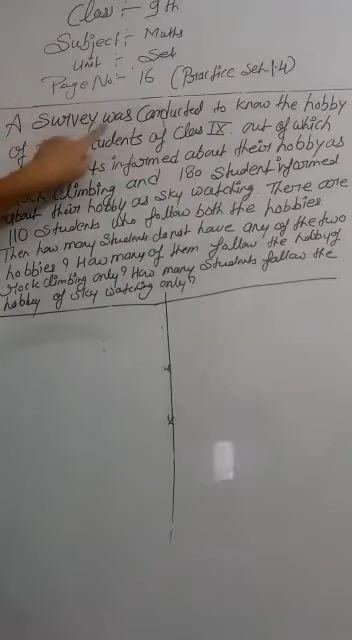 Class :- 9th
Subject :- Maths
Unit :- Set
Page No :- 16 (Practice Set 1.4)
A Survey was Conducted to know the hobby
of udents of Class IX. out of which
ts informed about their hobby as
ck Climbing and 180 Student informed
about their hobby as sky watching. There are
110 Students who follow both the hobbies.
Then how many Students do not have any of the two
hobbies? How many of them follow the hobby of
rock climbing only? How many Students follow the
hobby of sky watching only?